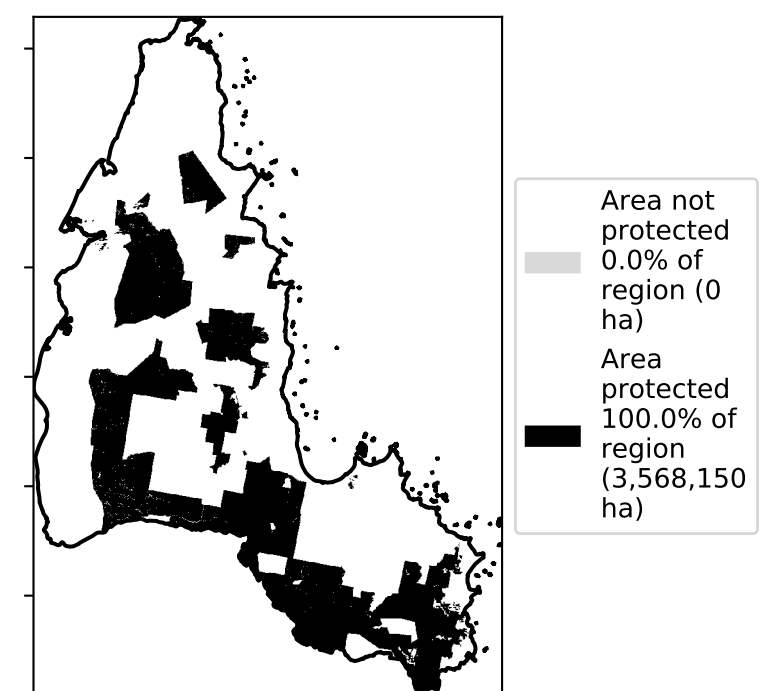 Area not
protected
0.0% of
region (0
ha)
Area
protected
100.0% of
region
(3,568,150
ha)